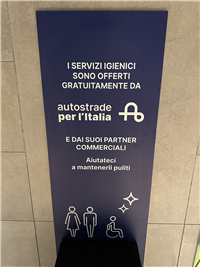 I SERVIZI IGIENICI
SONO OFFERTI
GRATUITAMENTE DA
autostrade
per l'italia
E DAI SUOI PARTNER
COMMERCIALI
Aiutateci
a mantenerli puliti